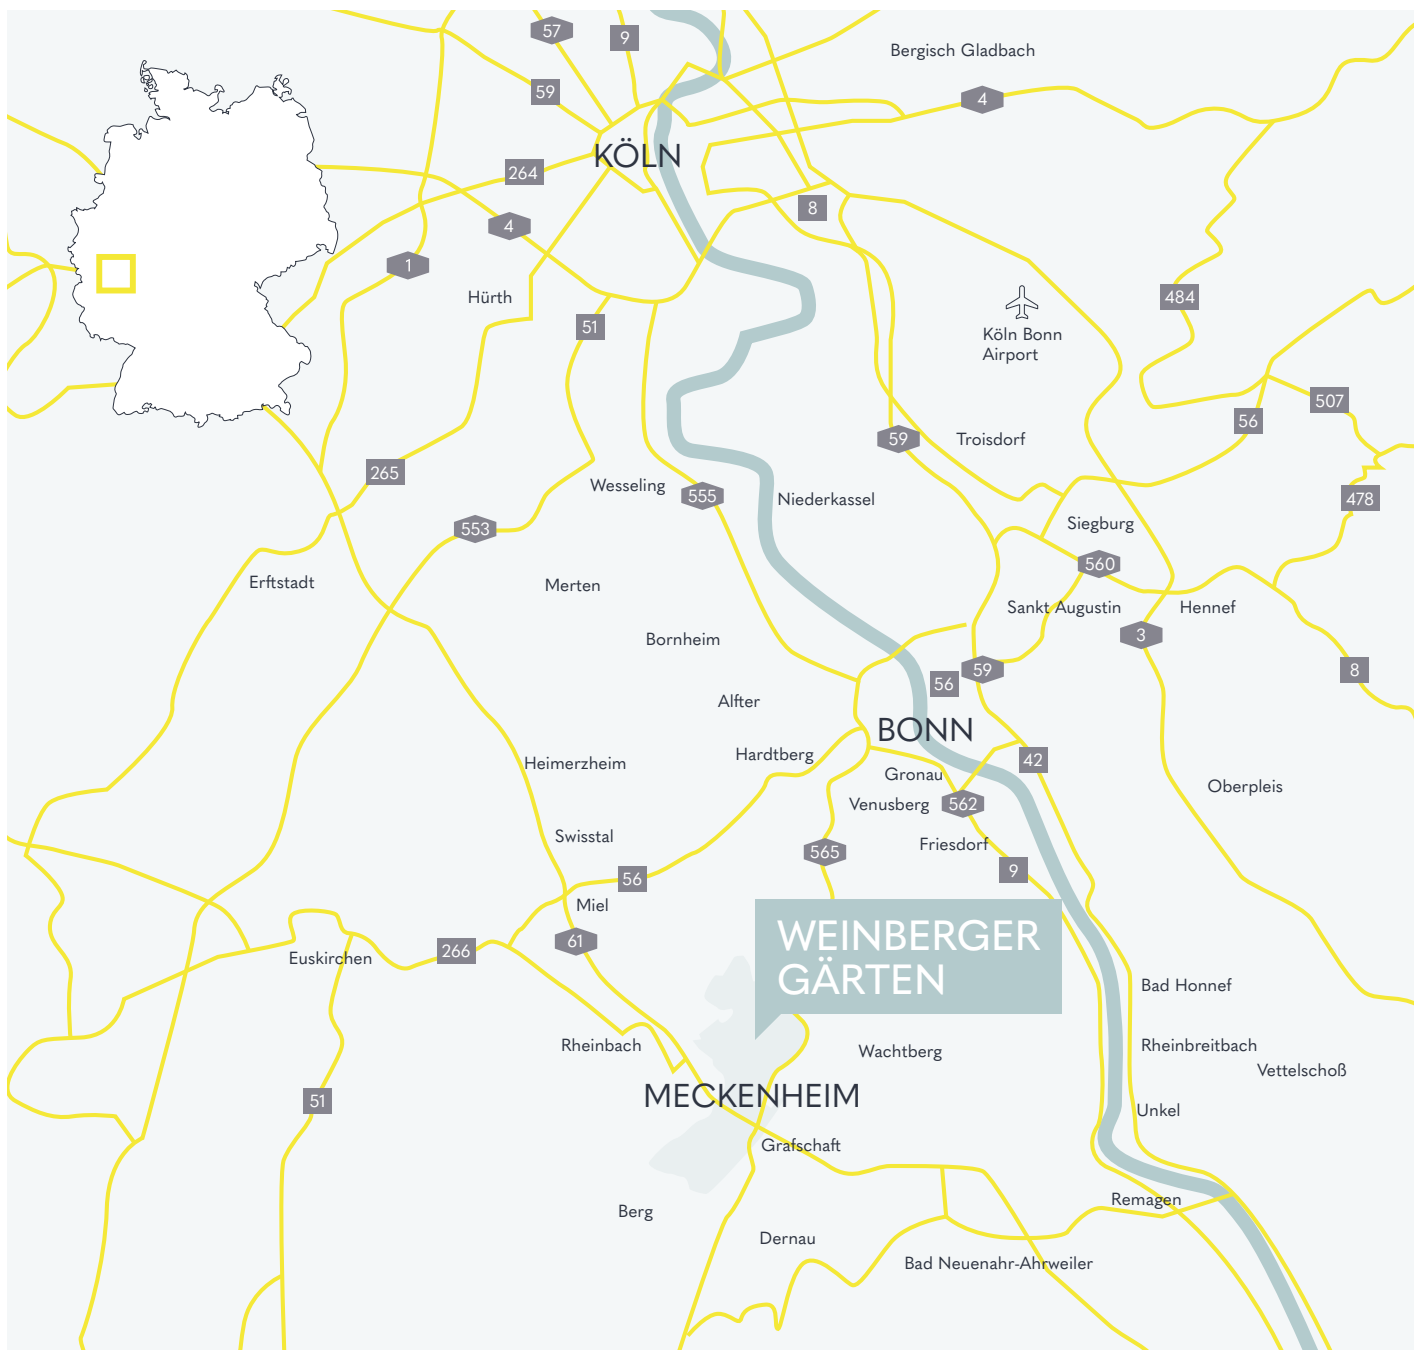 57
9
Bergisch Gladbach
59
4
KÖLN
264
8
4
1
Hürth
484
51
Köln Bonn
Airport
507
56
59
Troisdorf
265
Wesseling
555
Niederkassel
478
553
Siegburg
560
Erftstadt
Merten
Sankt Augustin
Hennef
3
Bornheim
59
8
56
Alfter
BONN
Hardtberg
42
Heimerzheim
Gronau
Oberpleis
Venusberg
562
Swisstal
565
Friesdorf
9
56
Miel
WEINBERGER
GÄRTEN
61
266
Euskirchen
Bad Honnef
Rheinbach
Wachtberg
Rheinbreitbach
Vettelschoß
MECKENHEIM
51
Unkel
Grafschaft
Remagen
Berg
Dernau
Bad Neuenahr-Ahrweiler